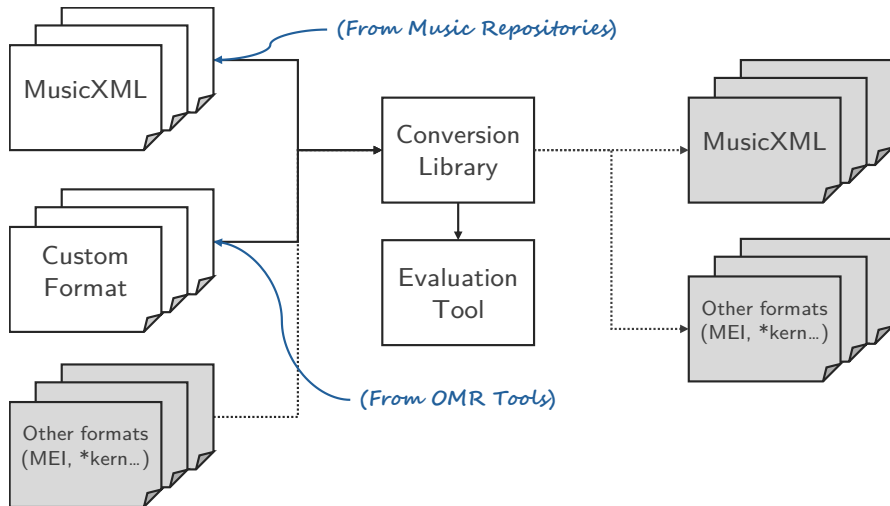 (From Music Repositories)
MusicXML
Conversion
Library
MusicXML
Custom
Format
Evaluation
Tool
Other formats
(MEI, *kern…)
(From OMR Tools)
Other formats
(MEI, *kern…)